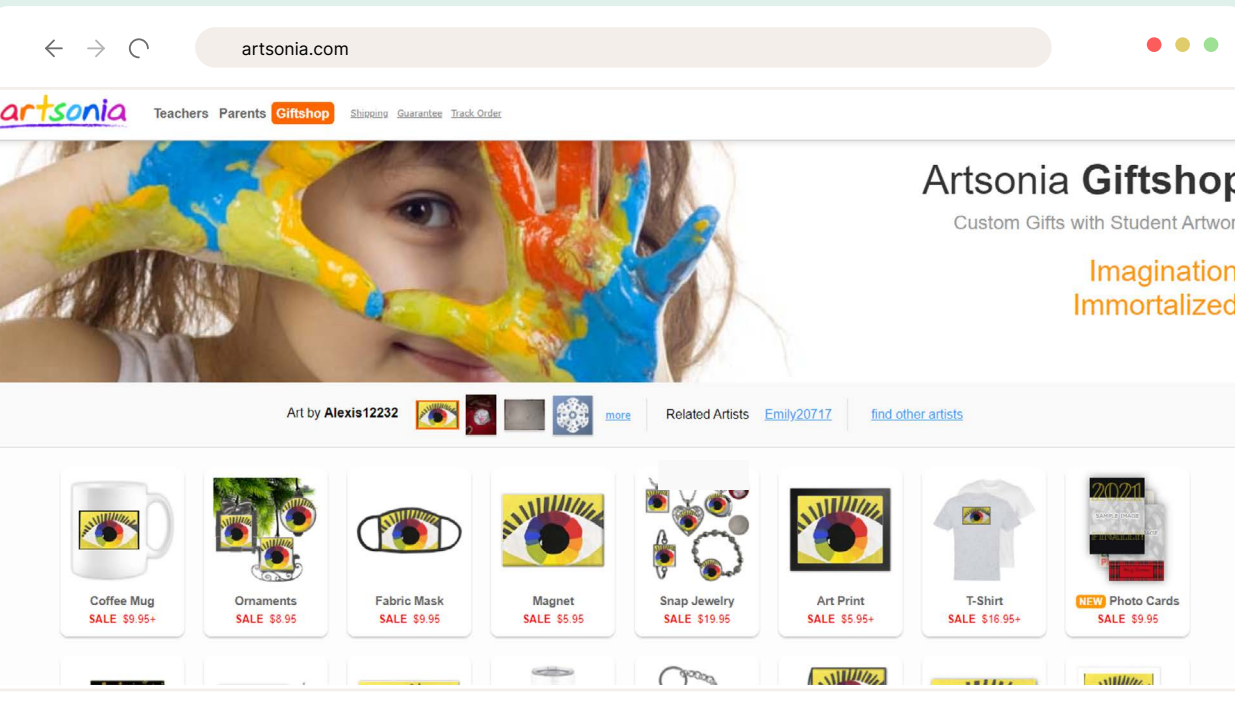 artsonia.com
artsonia Teachers Parents Giftshop Shipping Guarantee Track Order
Artsonia Giftshop
Custom Gifts with Student Artwor
Imagination
Immortalized
Art by Alexis12232 more Related Artists Emily20717 find other artists
2021
SAMPLE IMAGE
Coffee Mug Ornaments Fabric Mask Magnet Snap Jewelry Art Print T-Shirt NEW Photo Cards
SALE $9.95+ SALE $8.95 SALE $9.95 SALE $5.95 SALE $19.95 SALE $5.95+ SALE $16.95+ SALE $9.95